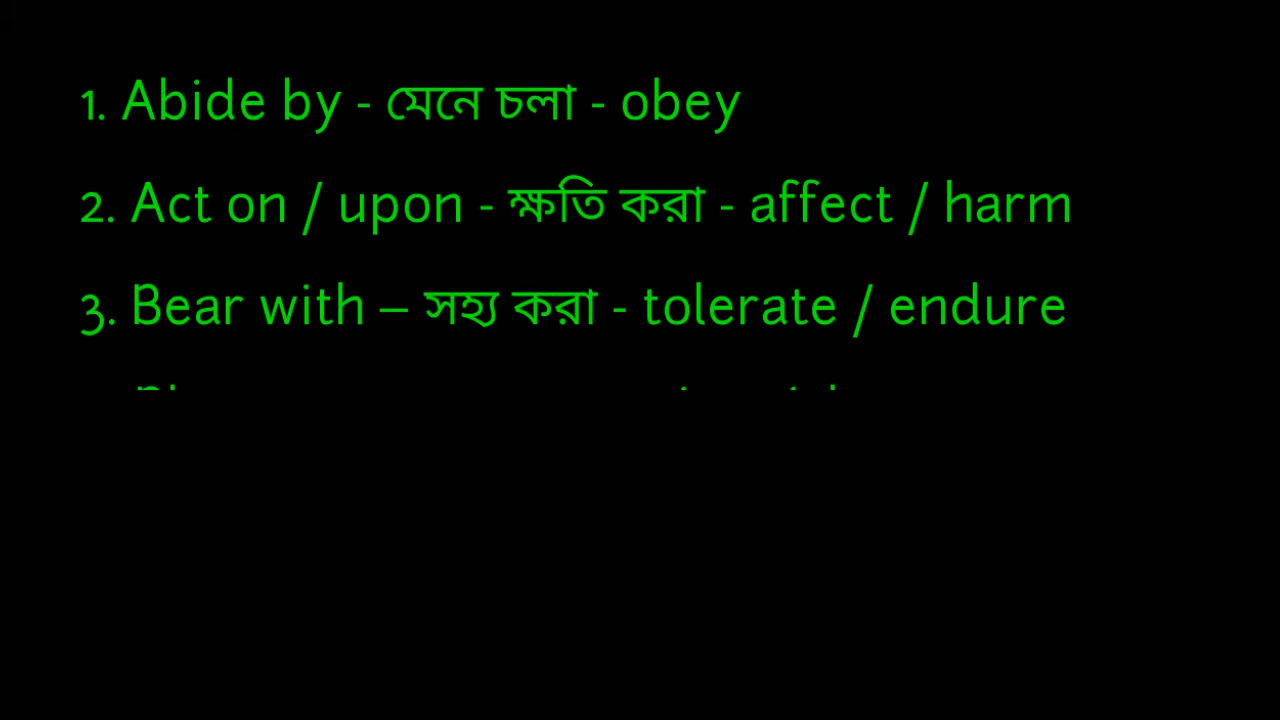 1. Abide by - মেনে চলা - obey
2. Act on / upon - ক্ষতি করা - affect / harm
3. Bear with – সহ্য করা - tolerate / endure